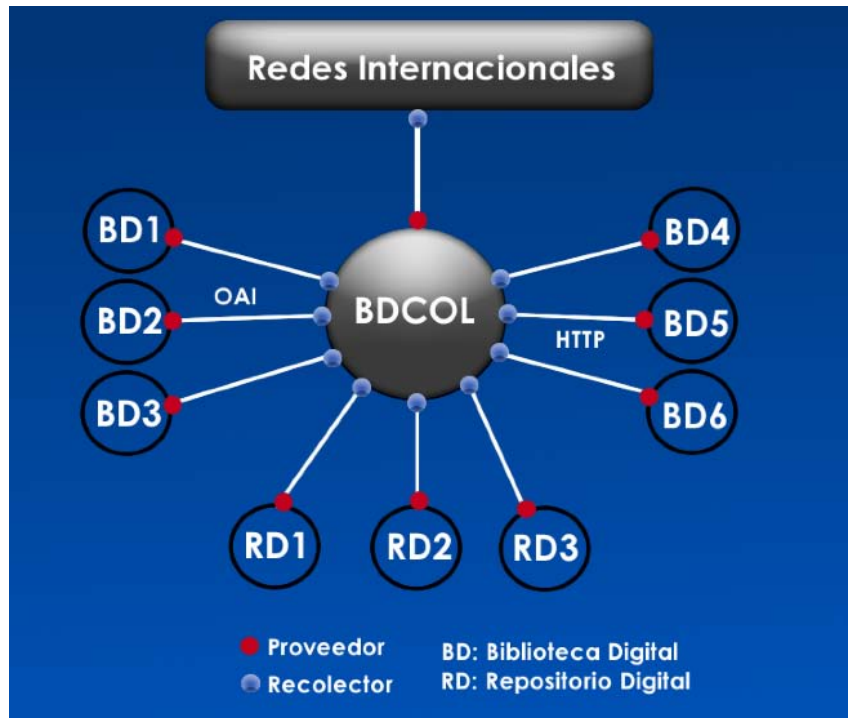 Redes Internacionales
BD1
BD4
OAI
BD2
BDCOL
BD5
HTTP
BD3
BD6
RD1
RD2
RD3
Proveedor
BD: Biblioteca Digital
Recolector
RD: Repositorio Digital